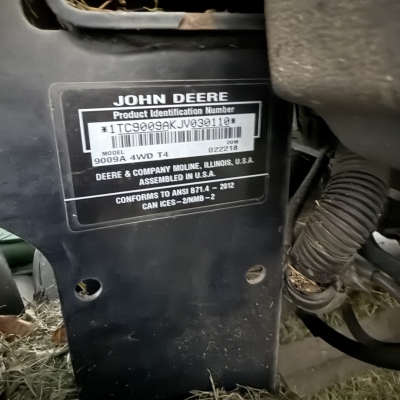 JOHN DEERE
Product Identification Number
*1TC9009AKJV030110*
MODEL DOM
9009A 4WD T4 022218
DEERE & COMPANY MOLINE, ILLINOIS, U.S.A.
ASSEMBLED IN U.S.A.
CONFORMS TO ANSI B71.4 - 2012
CAN ICES-2/NMB-2